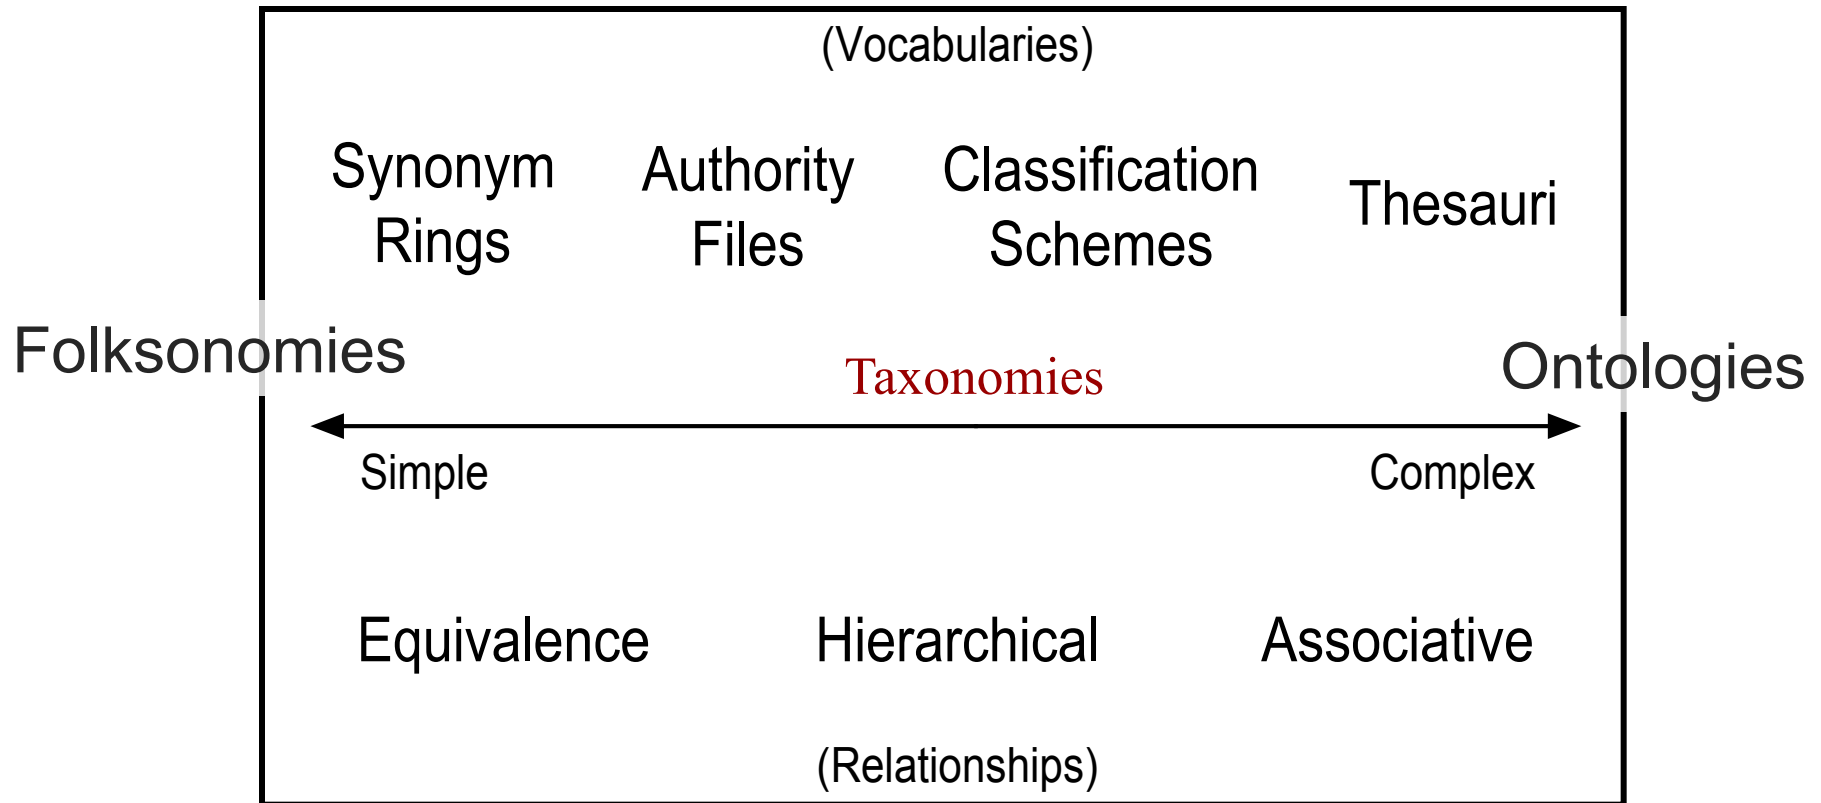 (Vocabularies)
Synonym
Rings
Authority
Files
Classification
Schemes
Thesauri
Folksonomies
Taxonomies
Ontologies
Simple
Complex
Equivalence
Hierarchical
Associative
(Relationships)